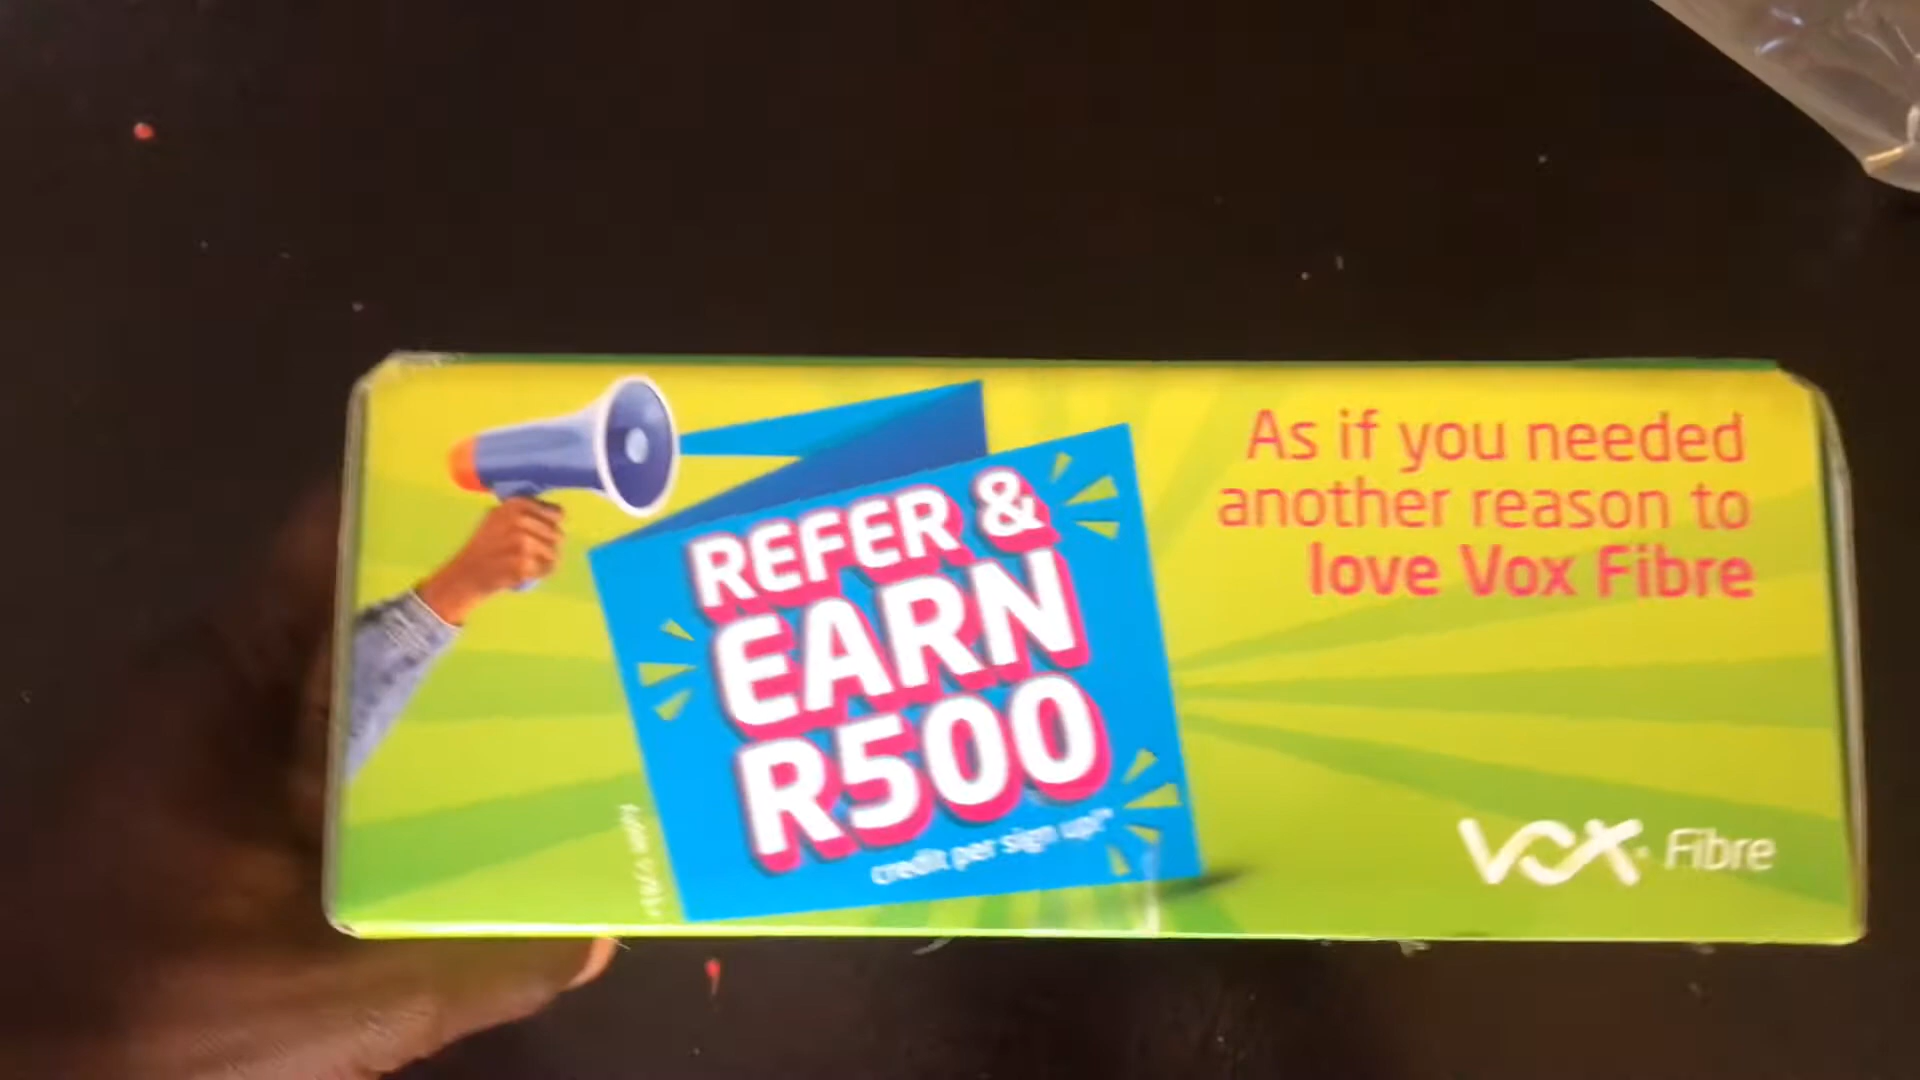 REFER &
EARN
R500
credit per sign up!*
As if you needed
another reason to
love Vox Fibre
VOX Fibre